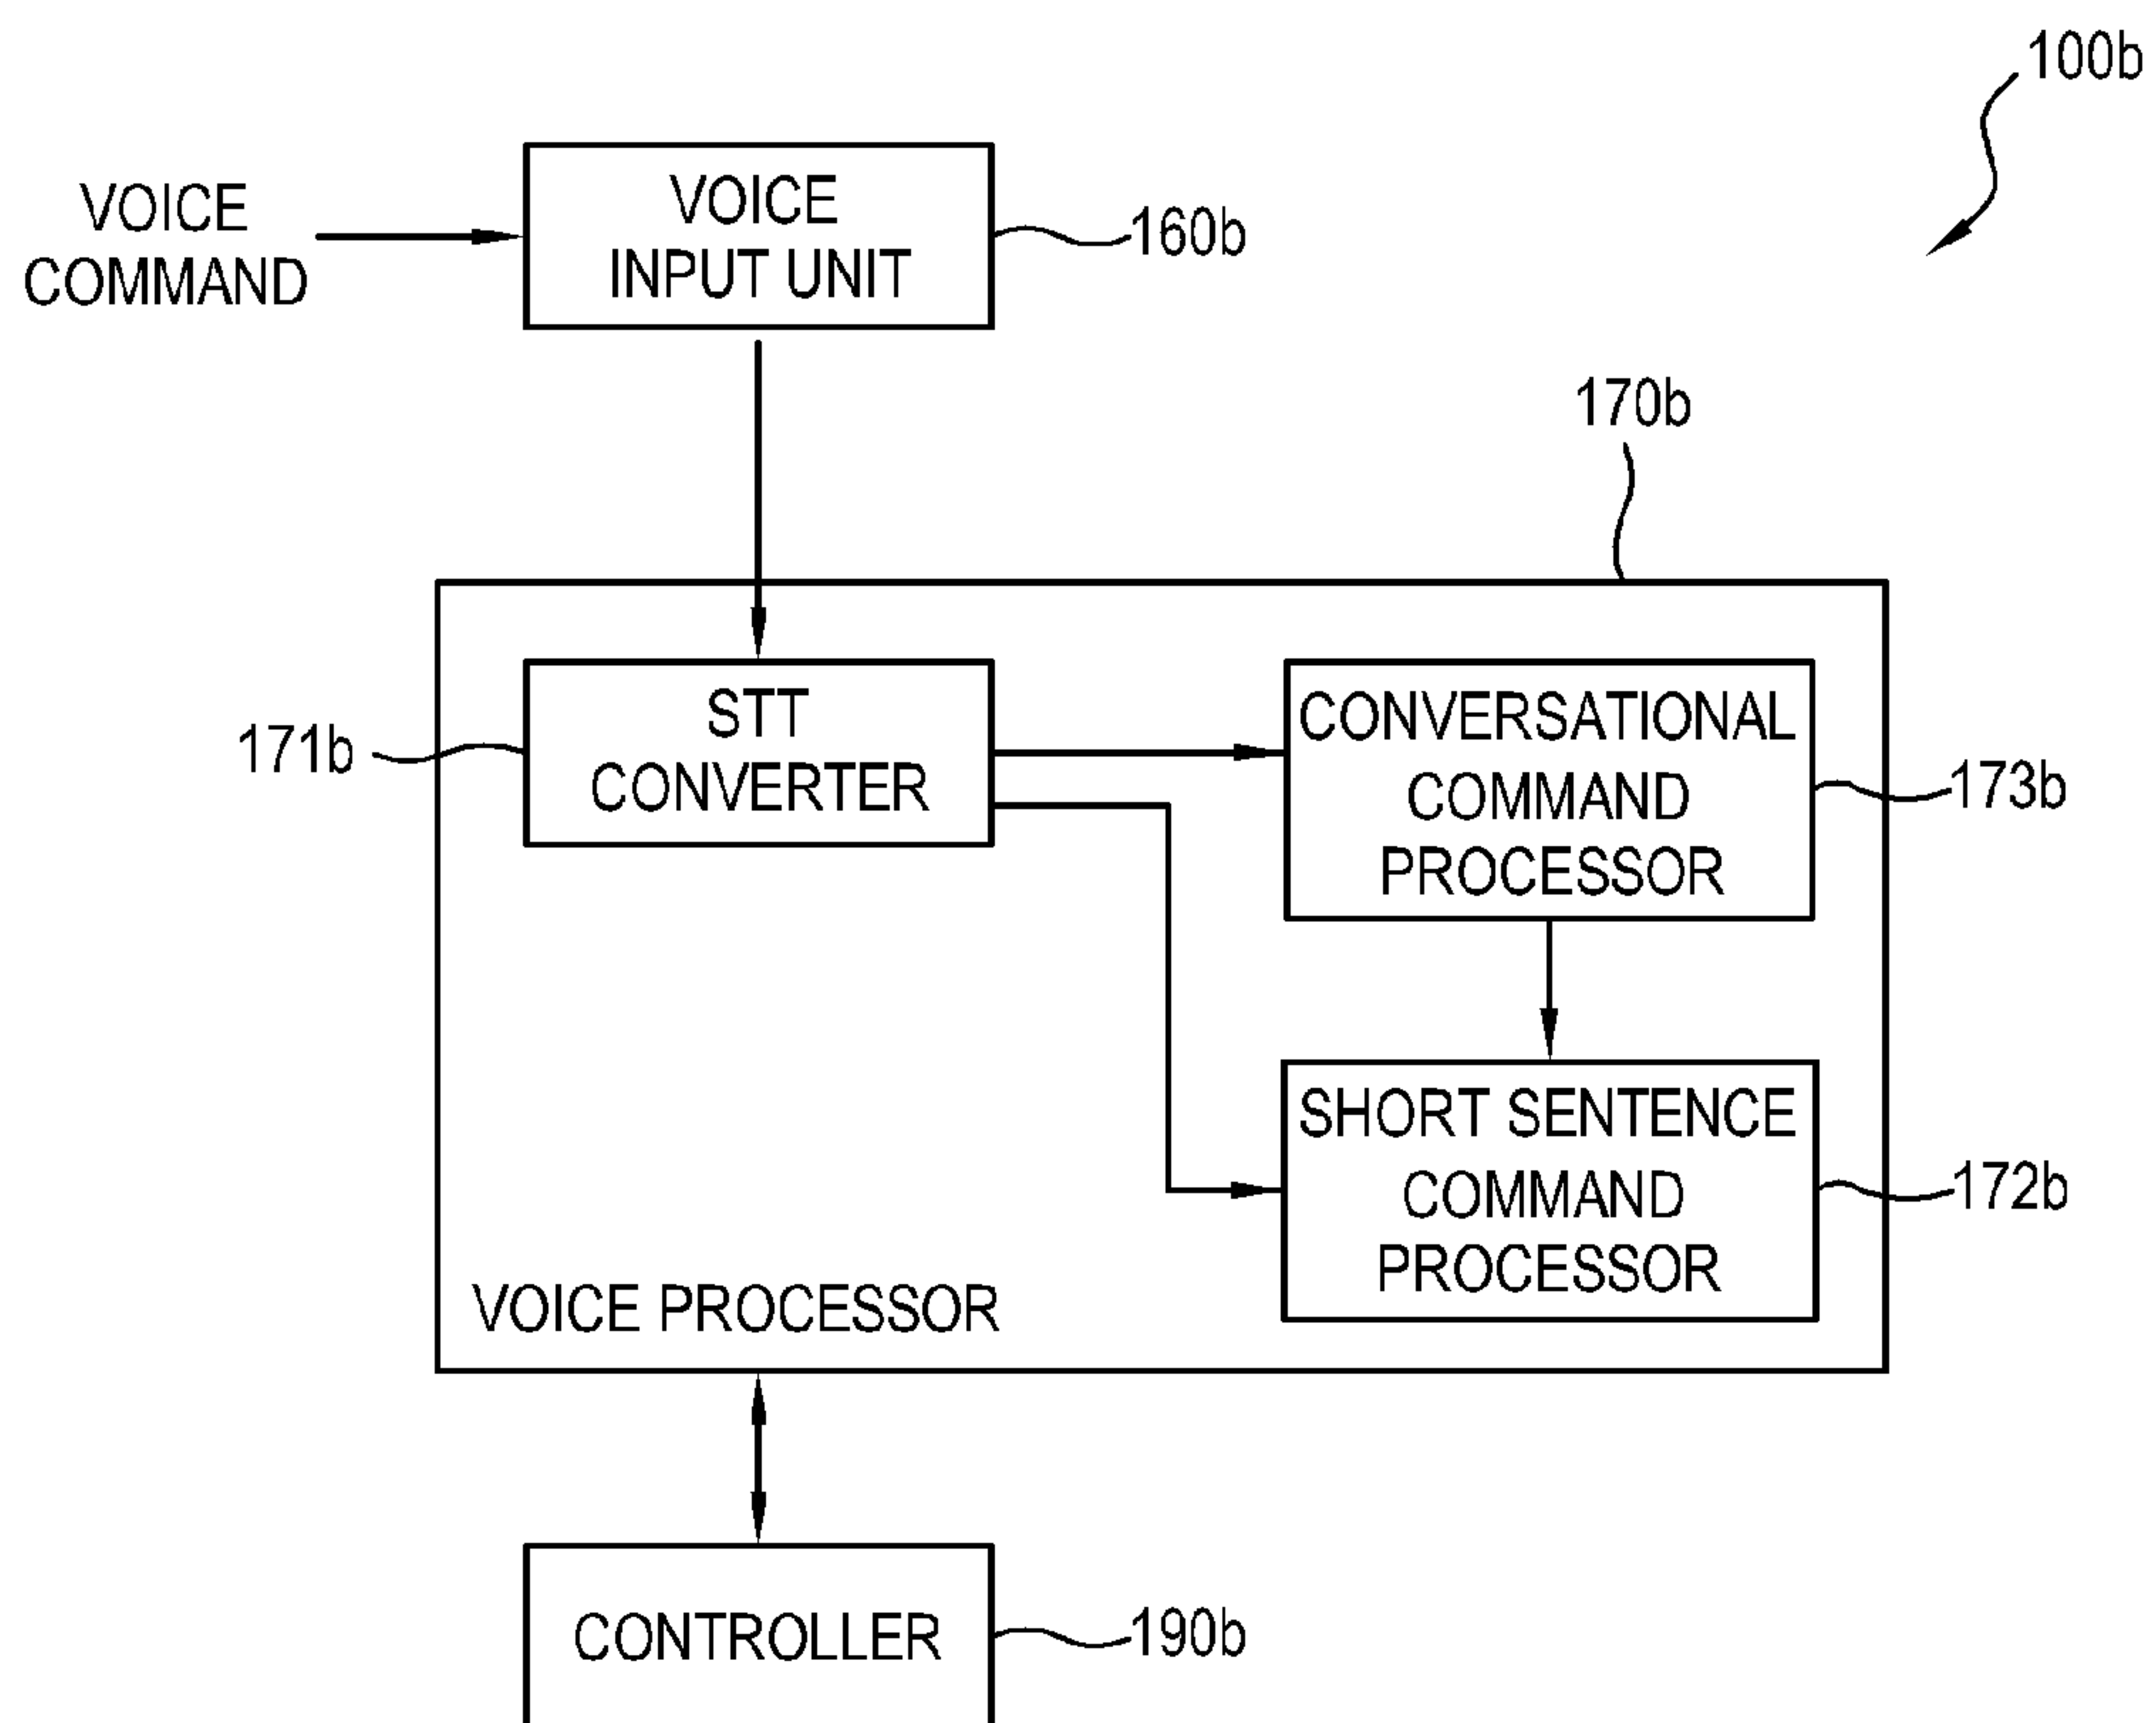 100b
VOICE
COMMAND
VOICE
INPUT UNIT
160b
170b
171b
STT
CONVERTER
CONVERSATIONAL
COMMAND
PROCESSOR
173b
SHORT SENTENCE
COMMAND
PROCESSOR
172b
VOICE PROCESSOR
CONTROLLER
190b